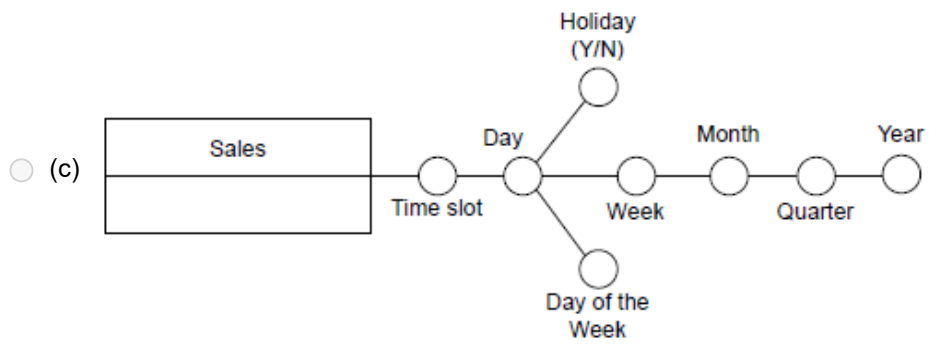 Holiday
(Y/N)
Sales
Day
Month
Year
(c)
Time slot
Week
Quarter
Day of the
Week